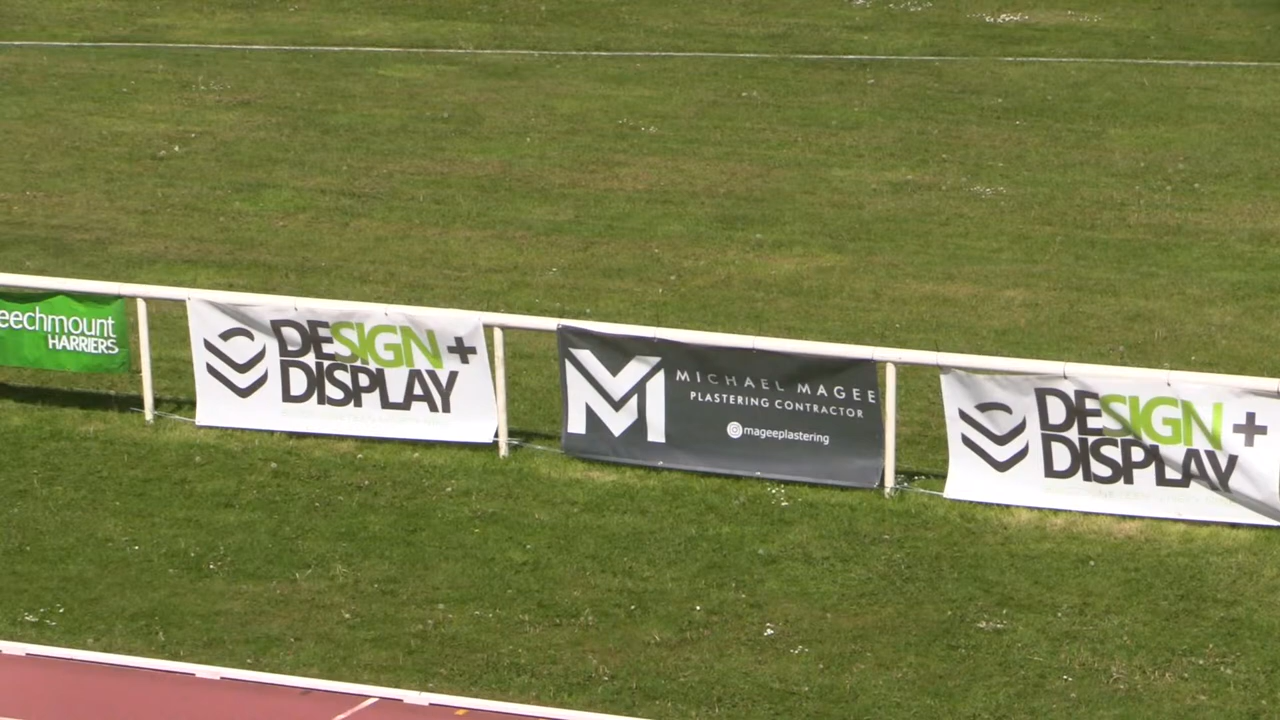 eechmount
HARRIERS
DESIGN+
DISPLAY
M
MICHAEL MAGEE
PLASTERING CONTRACTOR
mageeplastering
DESIGN+
DISPLAY